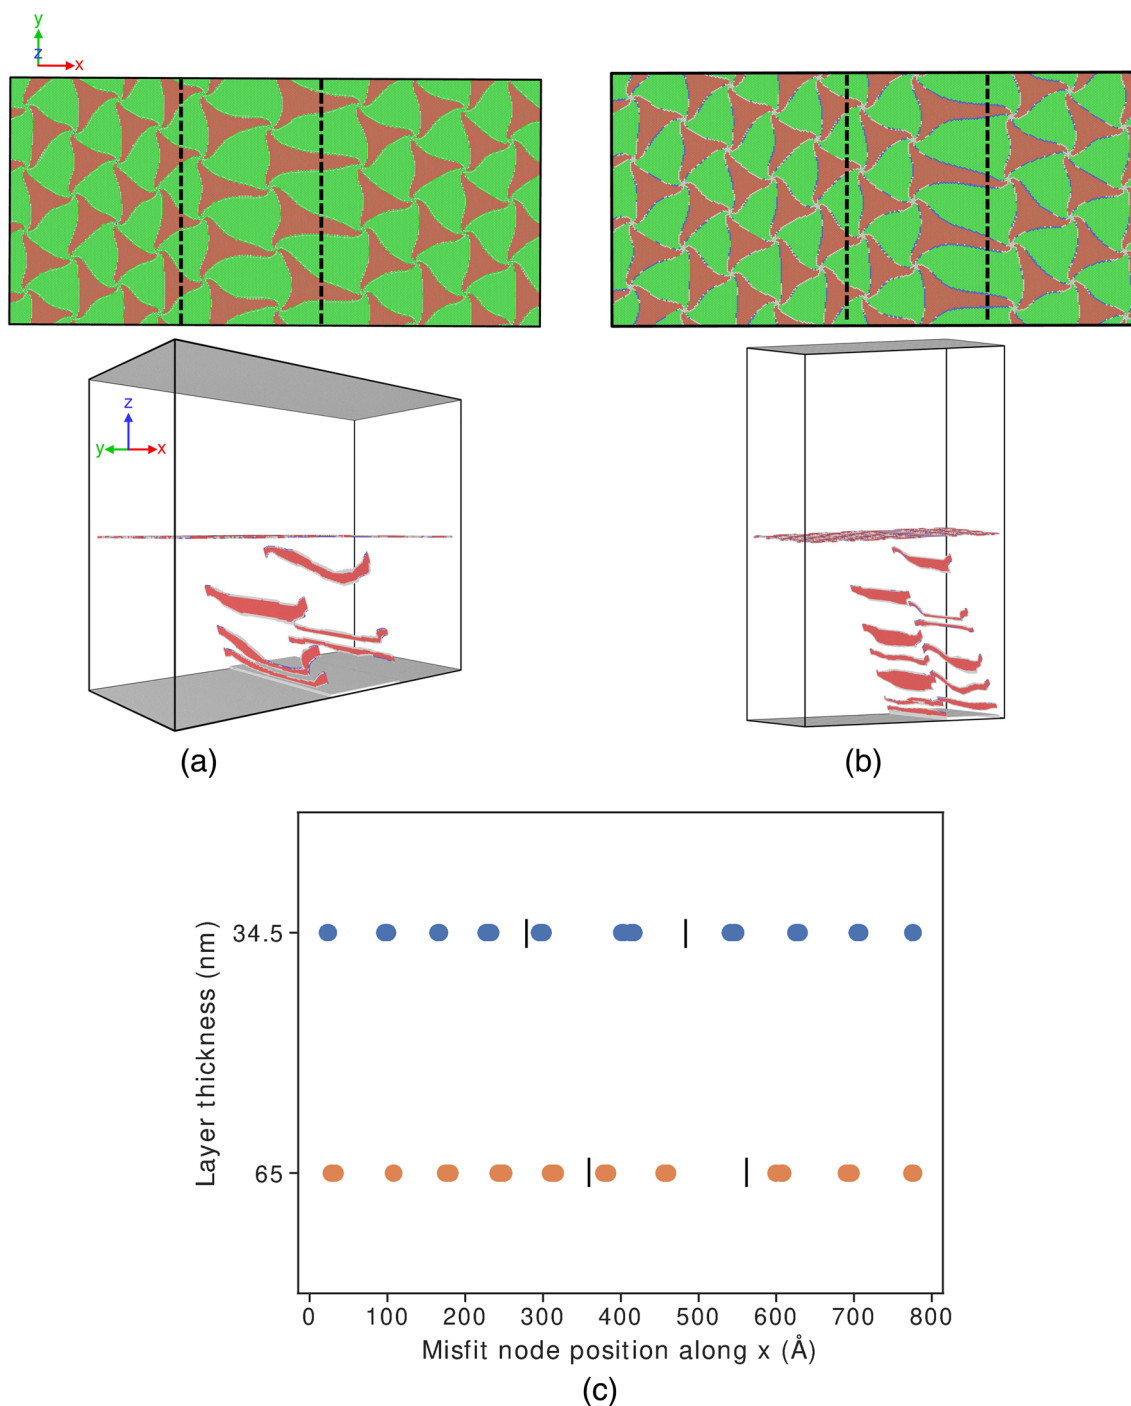 y
z
x
z
y
x
(a)
(b)
Layer thickness (nm)
34.5
65
0 100 200 300 400 500 600 700 800
Misfit node position along x (Å)
(c)